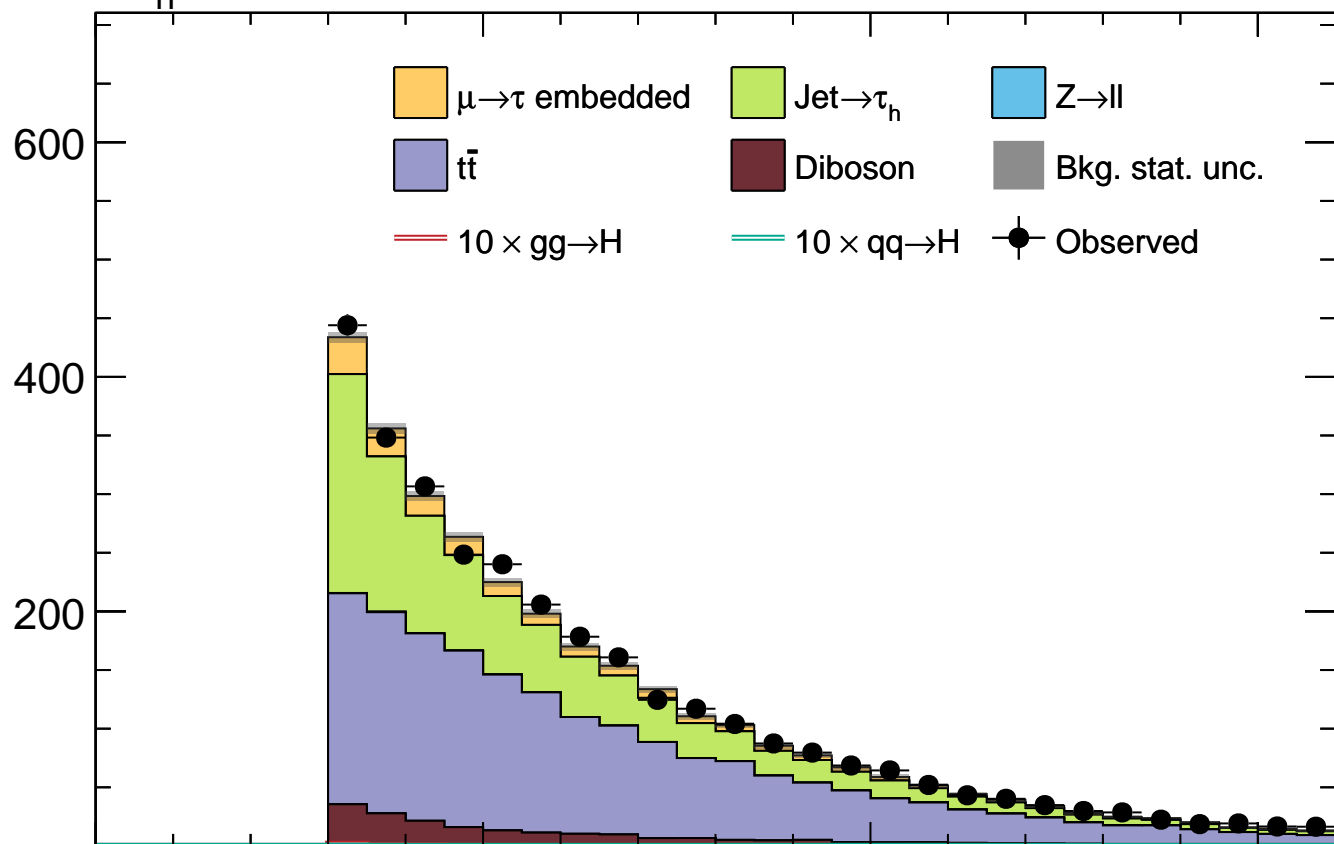 μ→τ embedded Jet→τₕ Z→ll
600
tt̄ Diboson Bkg. stat. unc.
10 × gg→H 10 × qq→H Observed
400
200